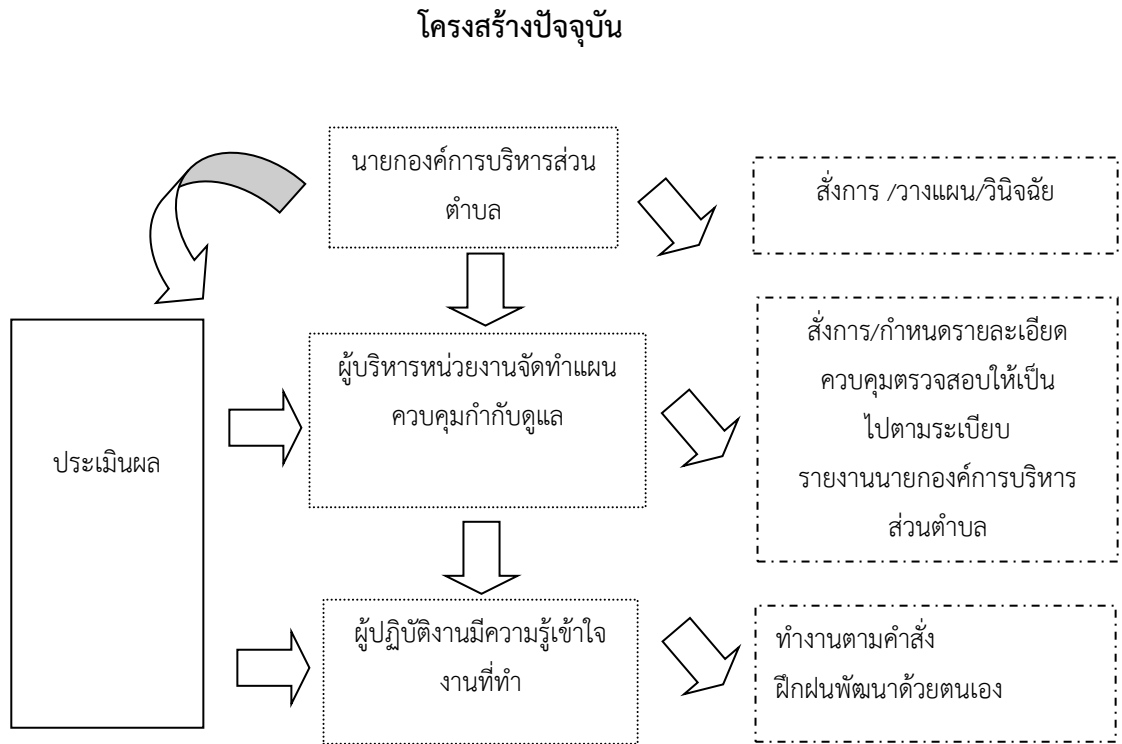 โครงสร้างปัจจุบัน
นายกองค์การบริหารส่วน
ตำบล
สั่งการ /วางแผน/วินิจฉัย
ผู้บริหารหน่วยงานจัดทำแผน
ควบคุมกำกับดูแล
สั่งการ/กำหนดรายละเอียด
ควบคุมตรวจสอบให้เป็น
ไปตามระเบียบ
รายงานนายกองค์การบริหาร
ส่วนตำบล
ประเมินผล
ผู้ปฏิบัติงานมีความรู้เข้าใจ
งานที่ทำ
ทำงานตามคำสั่ง
ฝึกฝนพัฒนาด้วยตนเอง